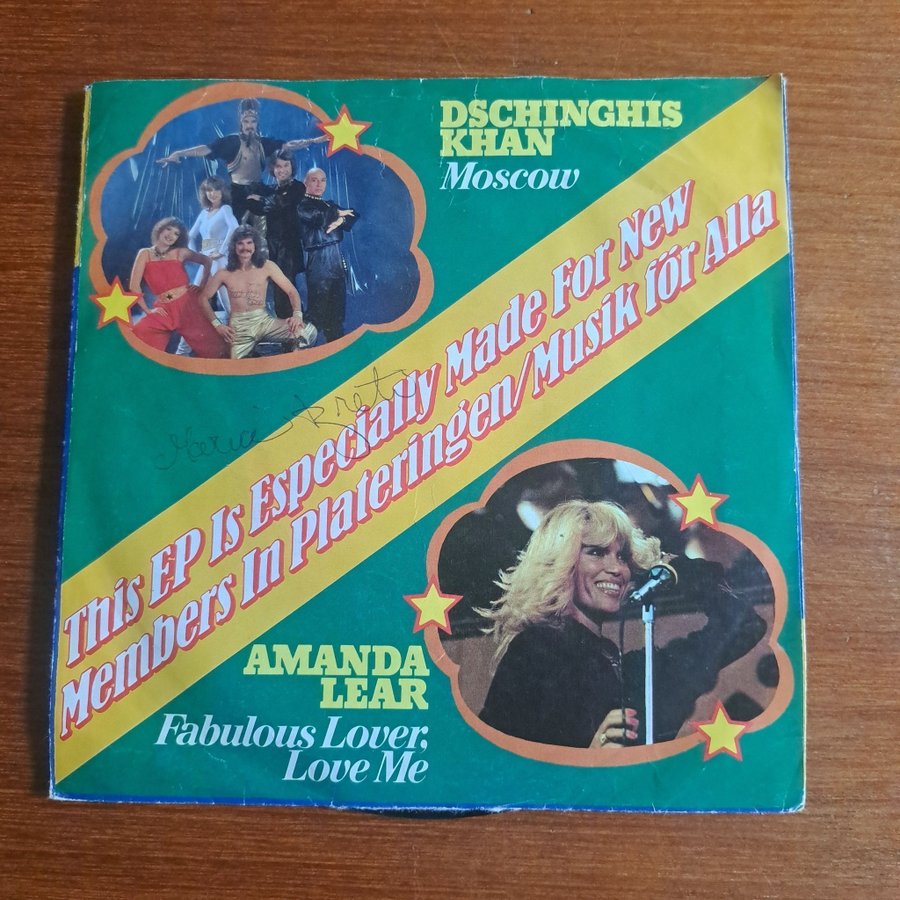 DSCHINGHIS
KHAN
Moscow
This EP Is Especially Made For New
Members In Plateringen/Musik för Alla
AMANDA
LEAR
Fabulous Lover,
Love Me